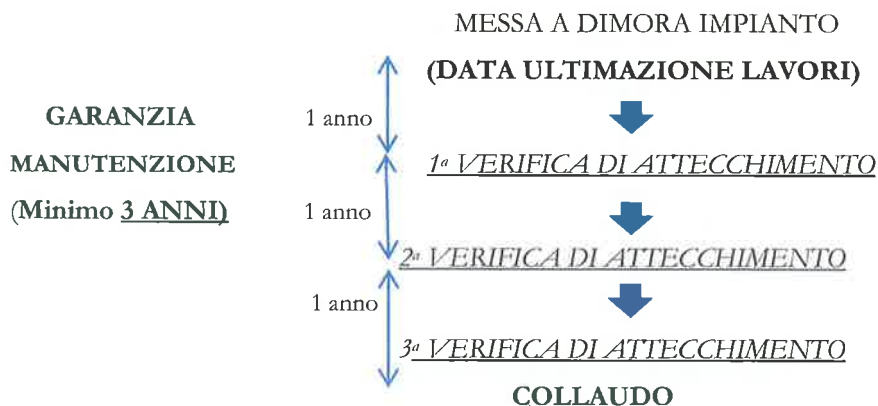 MESSA A DIMORA IMPIANTO
(DATA ULTIMAZIONE LAVORI)
GARANZIA
MANUTENZIONE
(Minimo 3 ANNI)
1 anno
1ª VERIFICA DI ATTECCHIMENTO
1 anno
2ª VERIFICA DI ATTECCHIMENTO
1 anno
3ª VERIFICA DI ATTECCHIMENTO
COLLAUDO